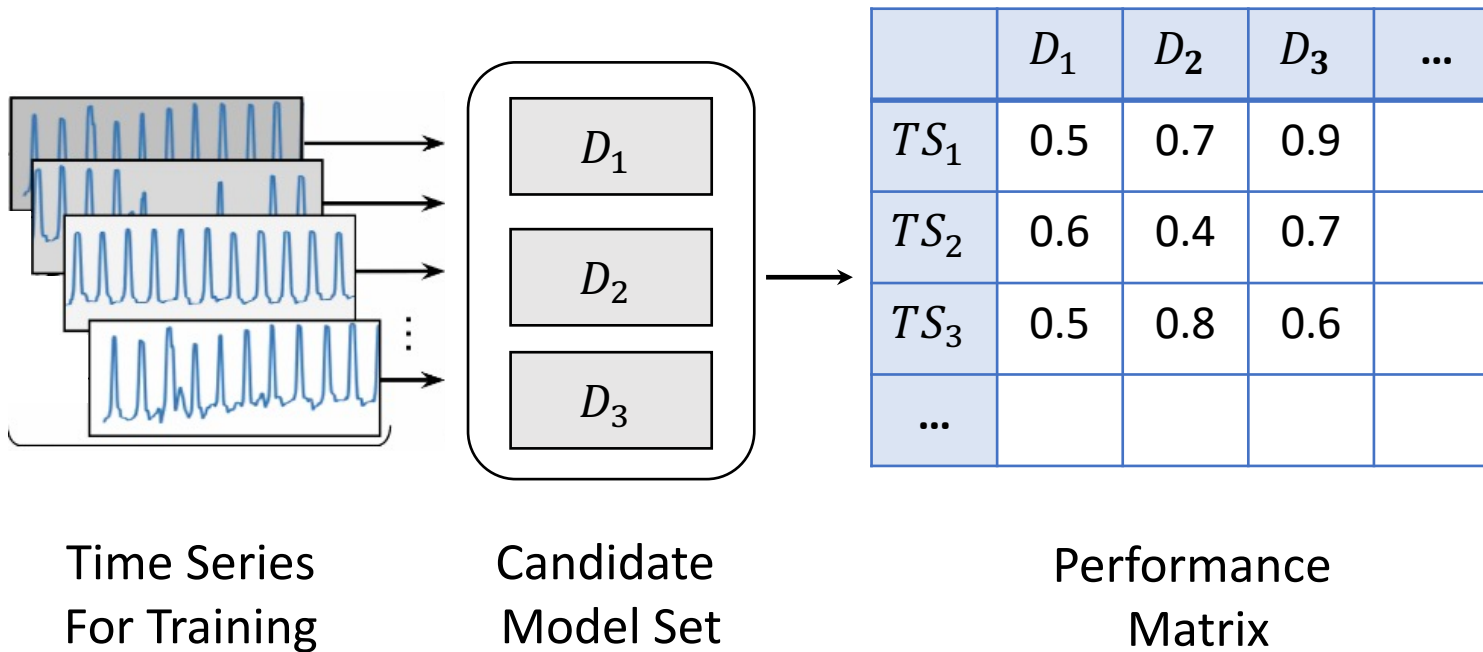 D₁ D₂ D₃ ...
TS₁ 0.5 0.7 0.9
TS₂ 0.6 0.4 0.7
TS₃ 0.5 0.8 0.6
...
D₁
D₂
D₃
⋮
Time Series
For Training
Candidate
Model Set
Performance
Matrix